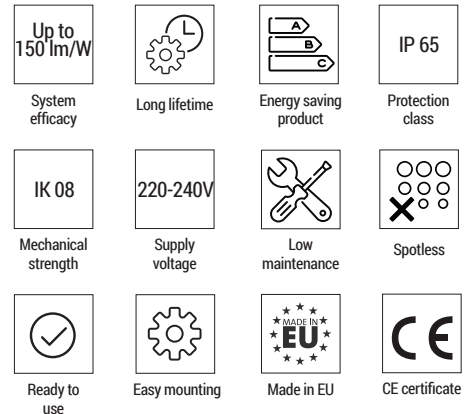 Up to
150 lm/W
System
efficacy
Long lifetime
A
B
C
Energy saving
product
IP 65
Protection
class
IK 08
Mechanical
strength
220-240V
Supply
voltage
Low
maintenance
Spotless
Ready to
use
Easy mounting
MADE IN
EU
Made in EU
CE
CE certificate